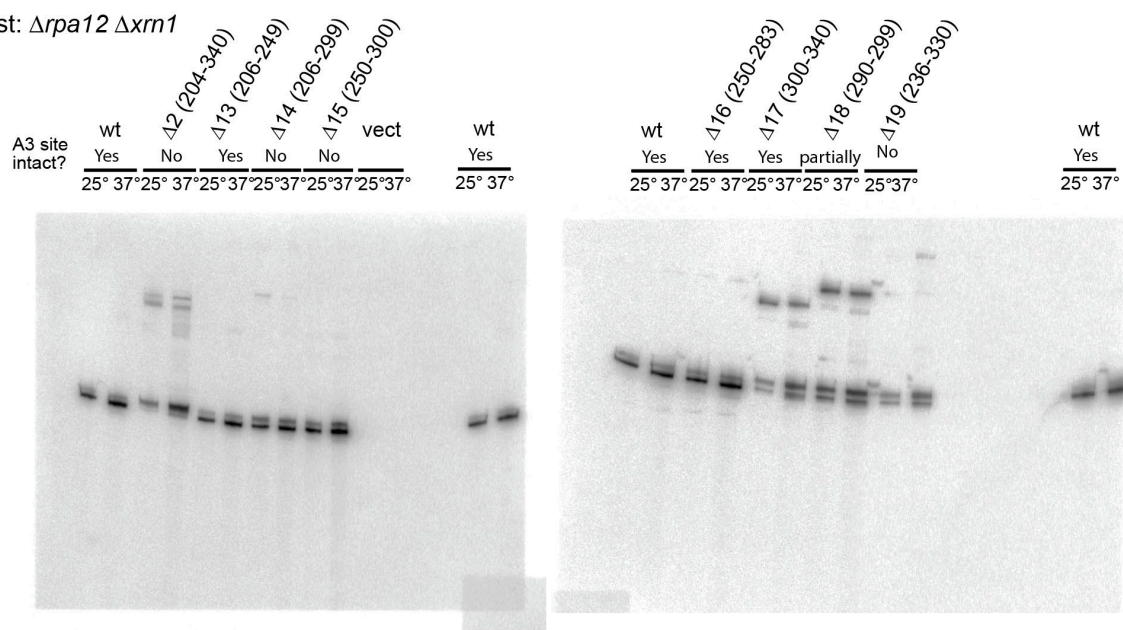 st: Δrpa12 Δxrn1
Δ2 (204-340) Δ13 (206-249) Δ14 (206-299) Δ15 (250-300) Δ16 (250-283) Δ17 (300-340) Δ18 (290-299) Δ19 (236-330)
wt vect wt wt wt
A3 site
intact?
Yes No Yes No No Yes Yes Yes Yes partially No Yes
25° 37° 25° 37° 25° 37° 25° 37° 25° 37° 25° 37° 25° 37° 25° 37° 25° 37° 25° 37° 25° 37° 25° 37° 25° 37°